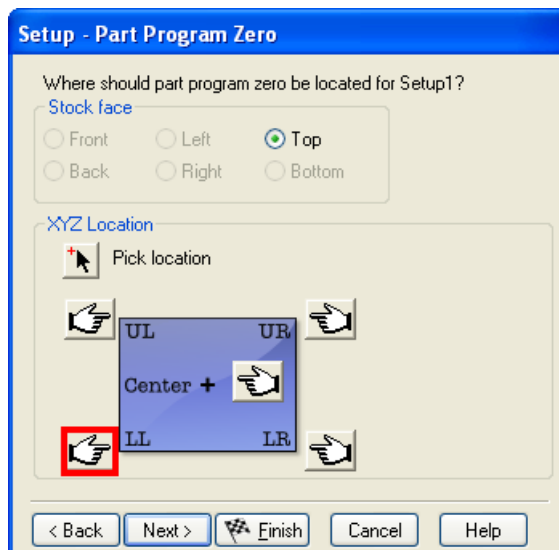 Setup - Part Program Zero
Where should part program zero be located for Setup1?
Stock face
Front Left Top
Back Right Bottom
XYZ Location
Pick location
UL UR
Center +
LL LR
< Back Next > Finish Cancel Help